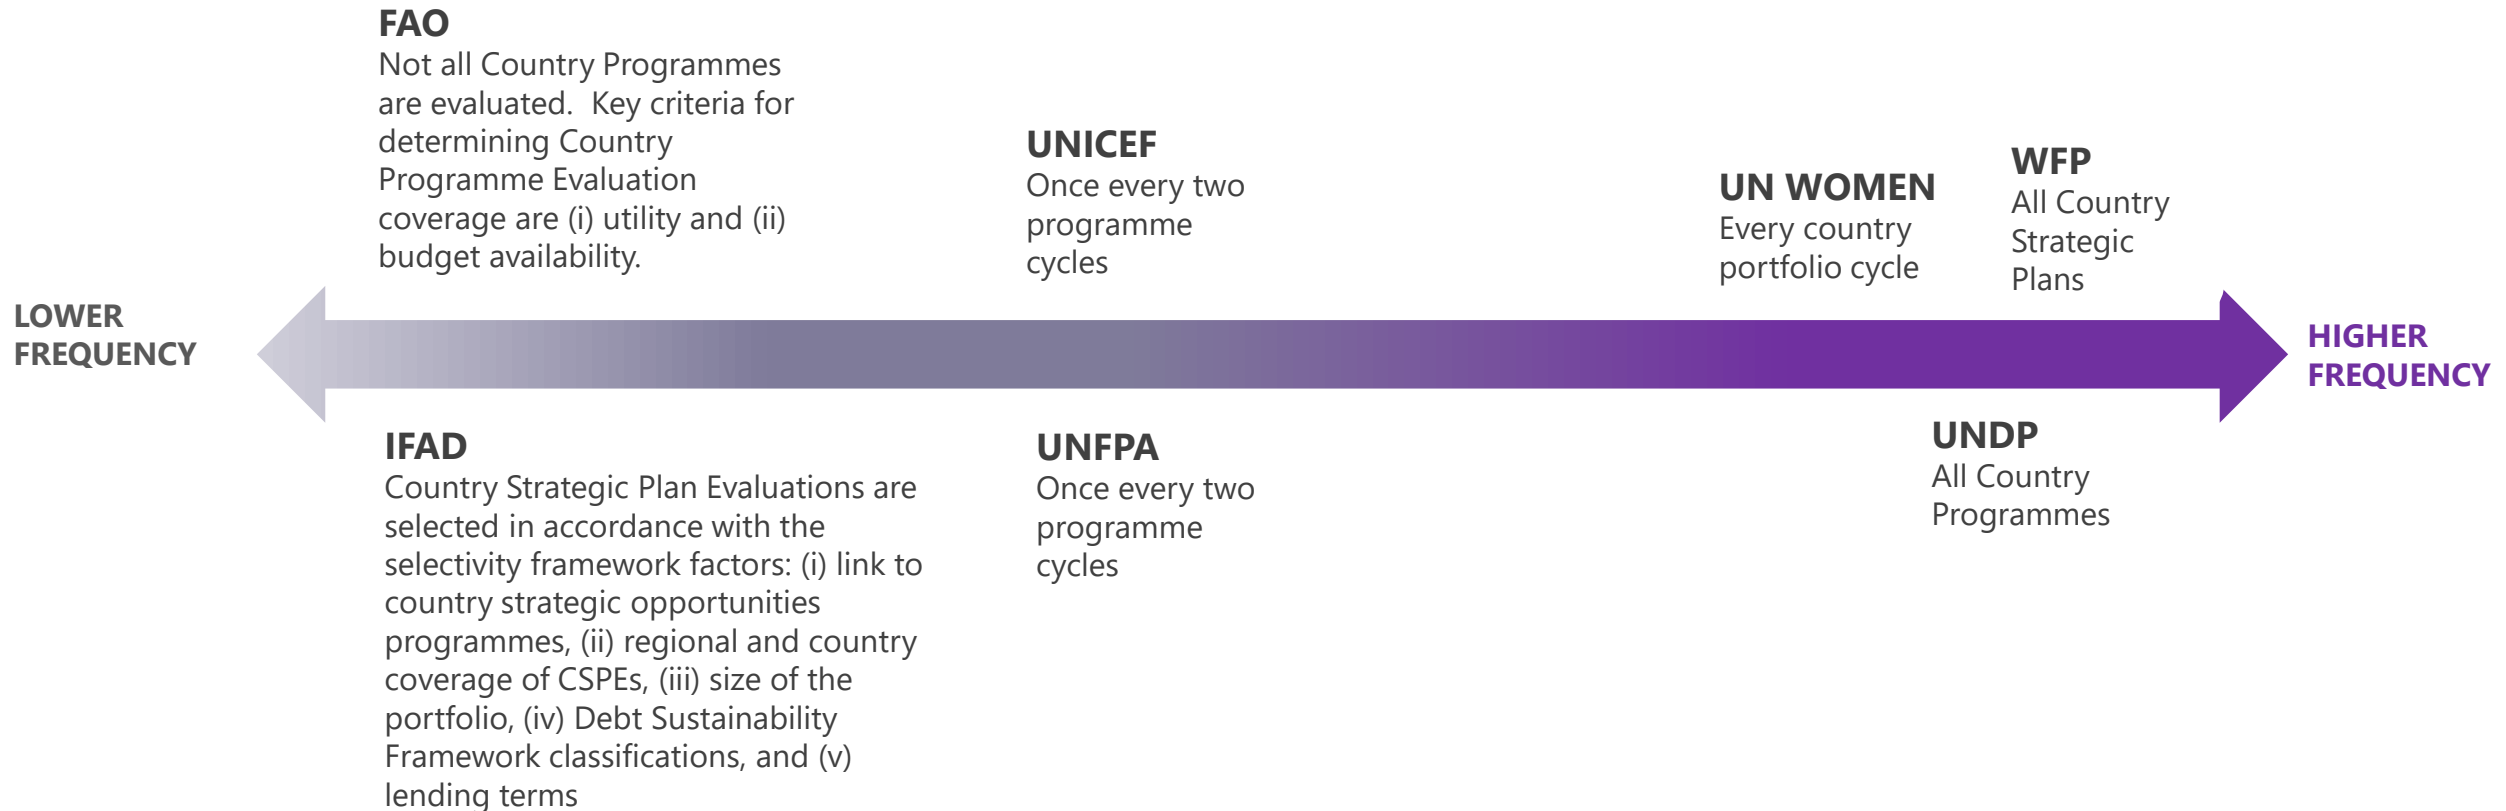 FAO
Not all Country Programmes
are evaluated.  Key criteria for
determining Country
Programme Evaluation
coverage are (i) utility and (ii)
budget availability.
UNICEF
Once every two
programme
cycles
UN WOMEN
Every country
portfolio cycle
WFP
All Country
Strategic
Plans
LOWER
FREQUENCY
HIGHER
FREQUENCY
IFAD
Country Strategic Plan Evaluations are
selected in accordance with the
selectivity framework factors: (i) link to
country strategic opportunities
programmes, (ii) regional and country
coverage of CSPEs, (iii) size of the
portfolio, (iv) Debt Sustainability
Framework classifications, and (v)
lending terms
UNFPA
Once every two
programme
cycles
UNDP
All Country
Programmes